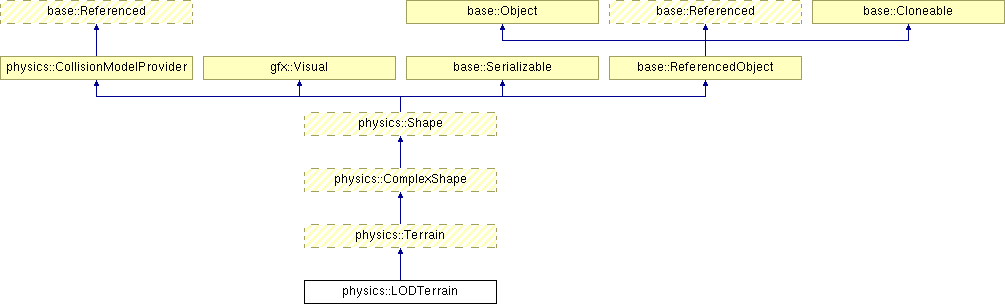 base::Referenced
base::Object
base::Referenced
base::Cloneable
physics::CollisionModelProvider
gfx::Visual
base::Serializable
base::ReferencedObject
physics::Shape
physics::ComplexShape
physics::Terrain
physics::LODTerrain